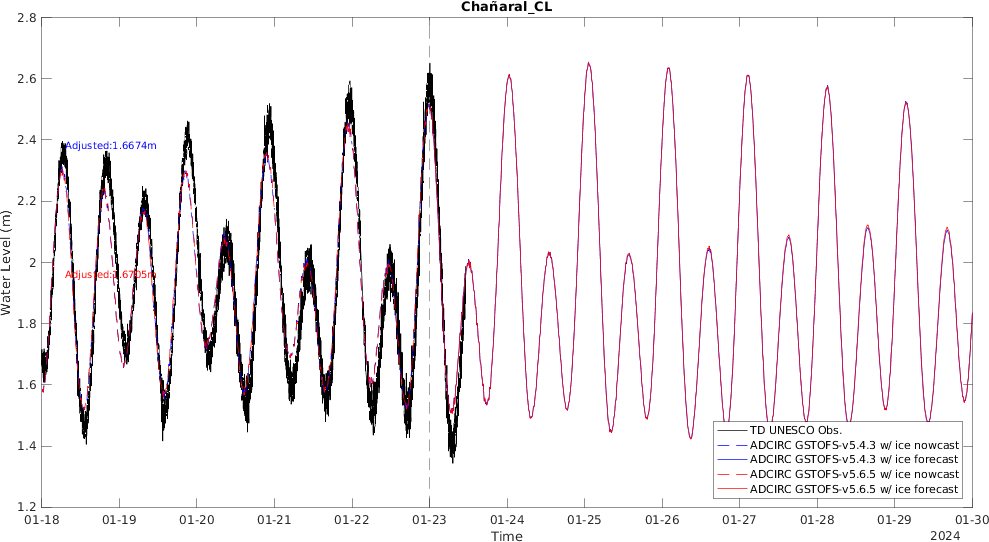 Chañaral_CL
2.8
2.6
2.4
2.2
2
1.8
1.6
1.4
1.2
Water Level (m)
Adjusted:1.6674m
Adjusted:1.6705m
TD UNESCO Obs.
ADCIRC GSTOFS-v5.4.3 w/ ice nowcast
ADCIRC GSTOFS-v5.4.3 w/ ice forecast
ADCIRC GSTOFS-v5.6.5 w/ ice nowcast
ADCIRC GSTOFS-v5.6.5 w/ ice forecast
01-18 01-19 01-20 01-21 01-22 01-23 01-24 01-25 01-26 01-27 01-28 01-29 01-30
Time
2024